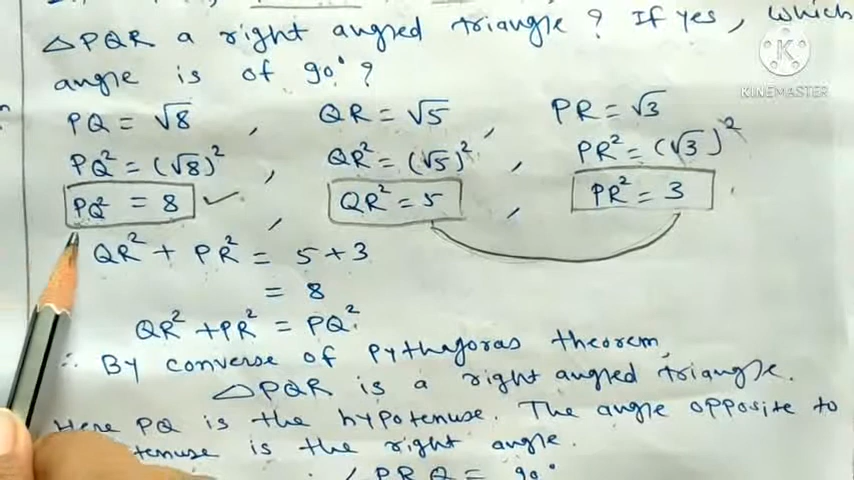 △PQR a right angled triangle ? If yes, which
angle is of 90° ?
PQ = √8 , QR = √5 , PR = √3
PQ² = (√8)² , QR² = (√5)² , PR² = (√3)²
PQ² = 8 , QR² = 5 , PR² = 3
QR² + PR² = 5 + 3
= 8
QR² + PR² = PQ²
∴ By converse of Pythagoras theorem,
△PQR is a right angled triangle.
Here PQ is the hypotenuse. The angle opposite to
is the right angle.
∠PRQ = 90°
K
KINEMASTER